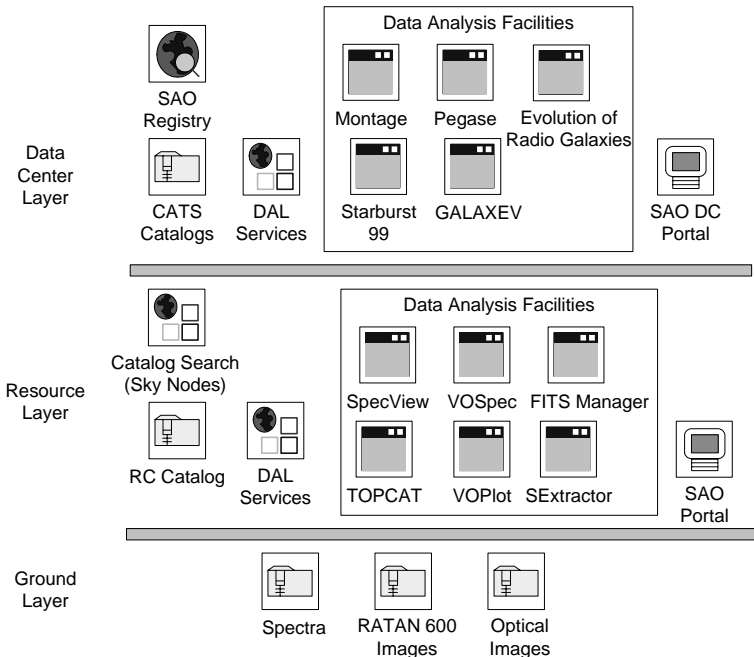 Data Analysis Facilities
SAO
Registry
Montage
Pegase
Evolution of
Radio Galaxies
Data
Center
Layer
CATS
Catalogs
DAL
Services
Starburst
99
GALAXEV
SAO DC
Portal
Data Analysis Facilities
Catalog Search
(Sky Nodes)
SpecView
VOSpec
FITS Manager
Resource
Layer
RC Catalog
DAL
Services
TOPCAT
VOPlot
SExtractor
SAO
Portal
Ground
Layer
Spectra
RATAN 600
Images
Optical
Images